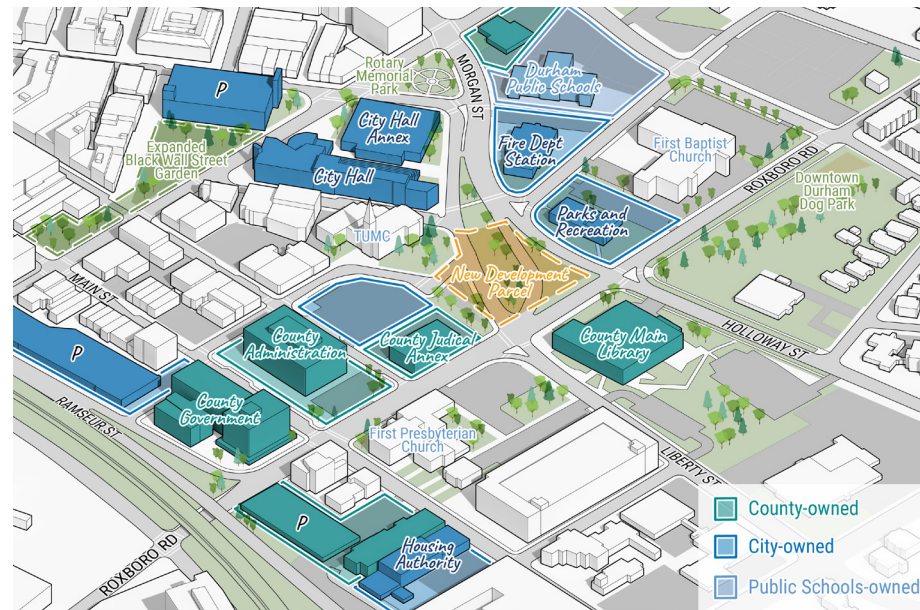 MORGAN ST
Rotary
Memorial
Park
Durham
Public Schools
P
City Hall
Annex
Fire Dept
Station
First Baptist
Church
ROXBORO RD
Expanded
Black Wall Street
Garden
City Hall
Downtown
Durham
Dog Park
Parks and
Recreation
TUMC
New Development
Parcel
MAIN ST
HOLLOWAY ST
County
Administration
County Judical
Annex
County Main
Library
P
County
Government
RAMSEUR ST
First Presbyterian
Church
LIBERTY ST
P
Housing
Authority
ROXBORO RD
County-owned
City-owned
Public Schools-owned